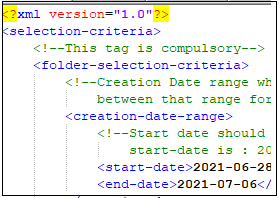 <?xml version="1.0"?>
<selection-criteria>
<!--This tag is compulsory-->
<folder-selection-criteria>
<!--Creation Date range wh
between that range for
<creation-date-range>
<!--Start date should
start-date is : 20
<start-date>2021-06-28
<end-date>2021-07-06</